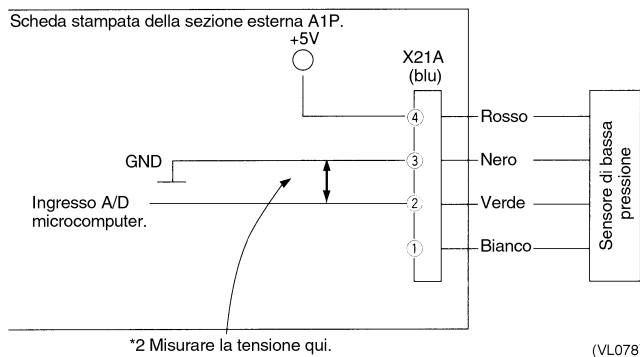 Scheda stampata della sezione esterna A1P.
+5V
X21A
(blu)
4
Rosso
GND
3
Nero
Ingresso A/D
microcomputer.
2
Verde
1
Bianco
Sensore di bassa
pressione
*2 Misurare la tensione qui.
(VL078